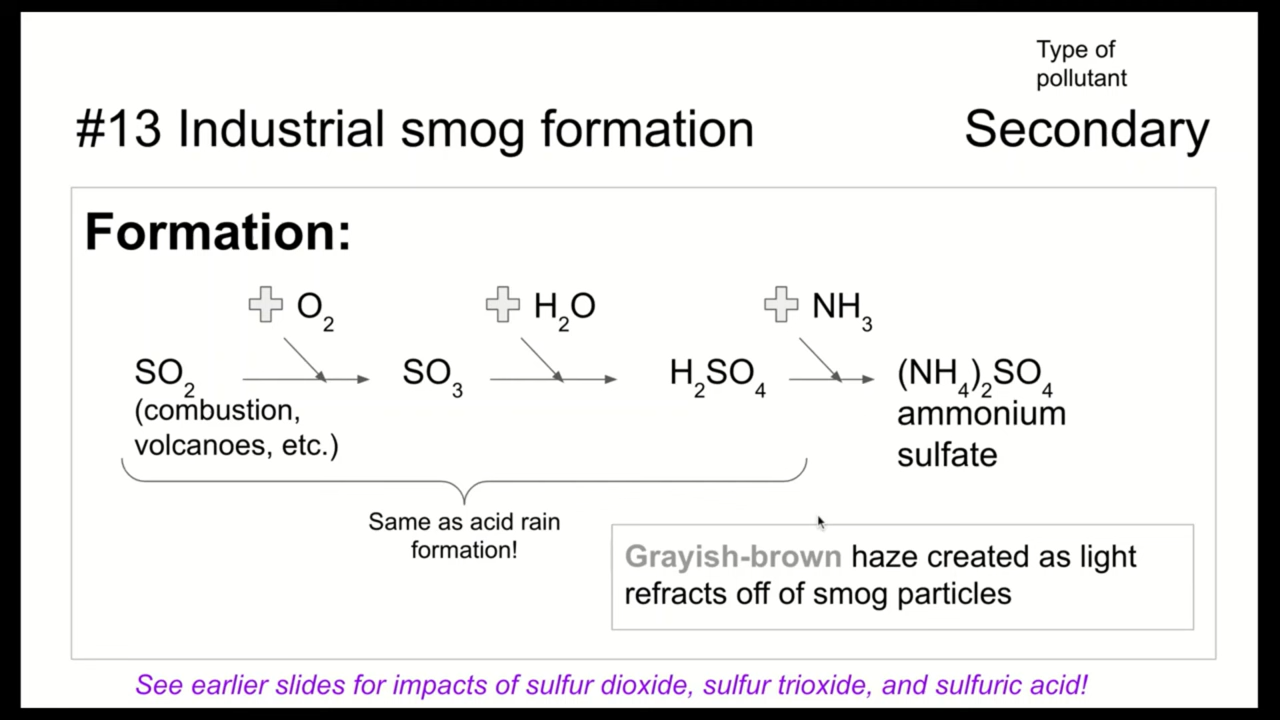 Type of
pollutant
#13 Industrial smog formation
Secondary
Formation:
O₂
H₂O
NH₃
SO₂
SO₃
H₂SO₄
(NH₄)₂SO₄
(combustion,
volcanoes, etc.)
ammonium
sulfate
Same as acid rain
formation!
Grayish-brown haze created as light
refracts off of smog particles
See earlier slides for impacts of sulfur dioxide, sulfur trioxide, and sulfuric acid!